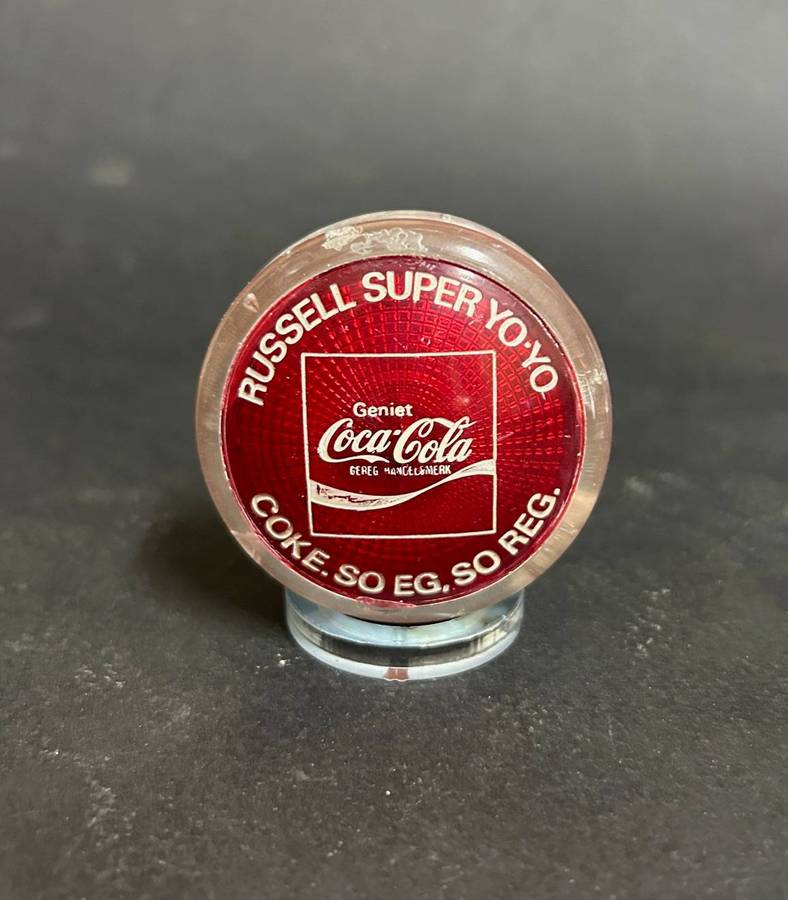 RUSSELL SUPER YO-YO
Geniet
Coca-Cola
GEREG HANDELSMERK
COKE. SO EG, SO REG.